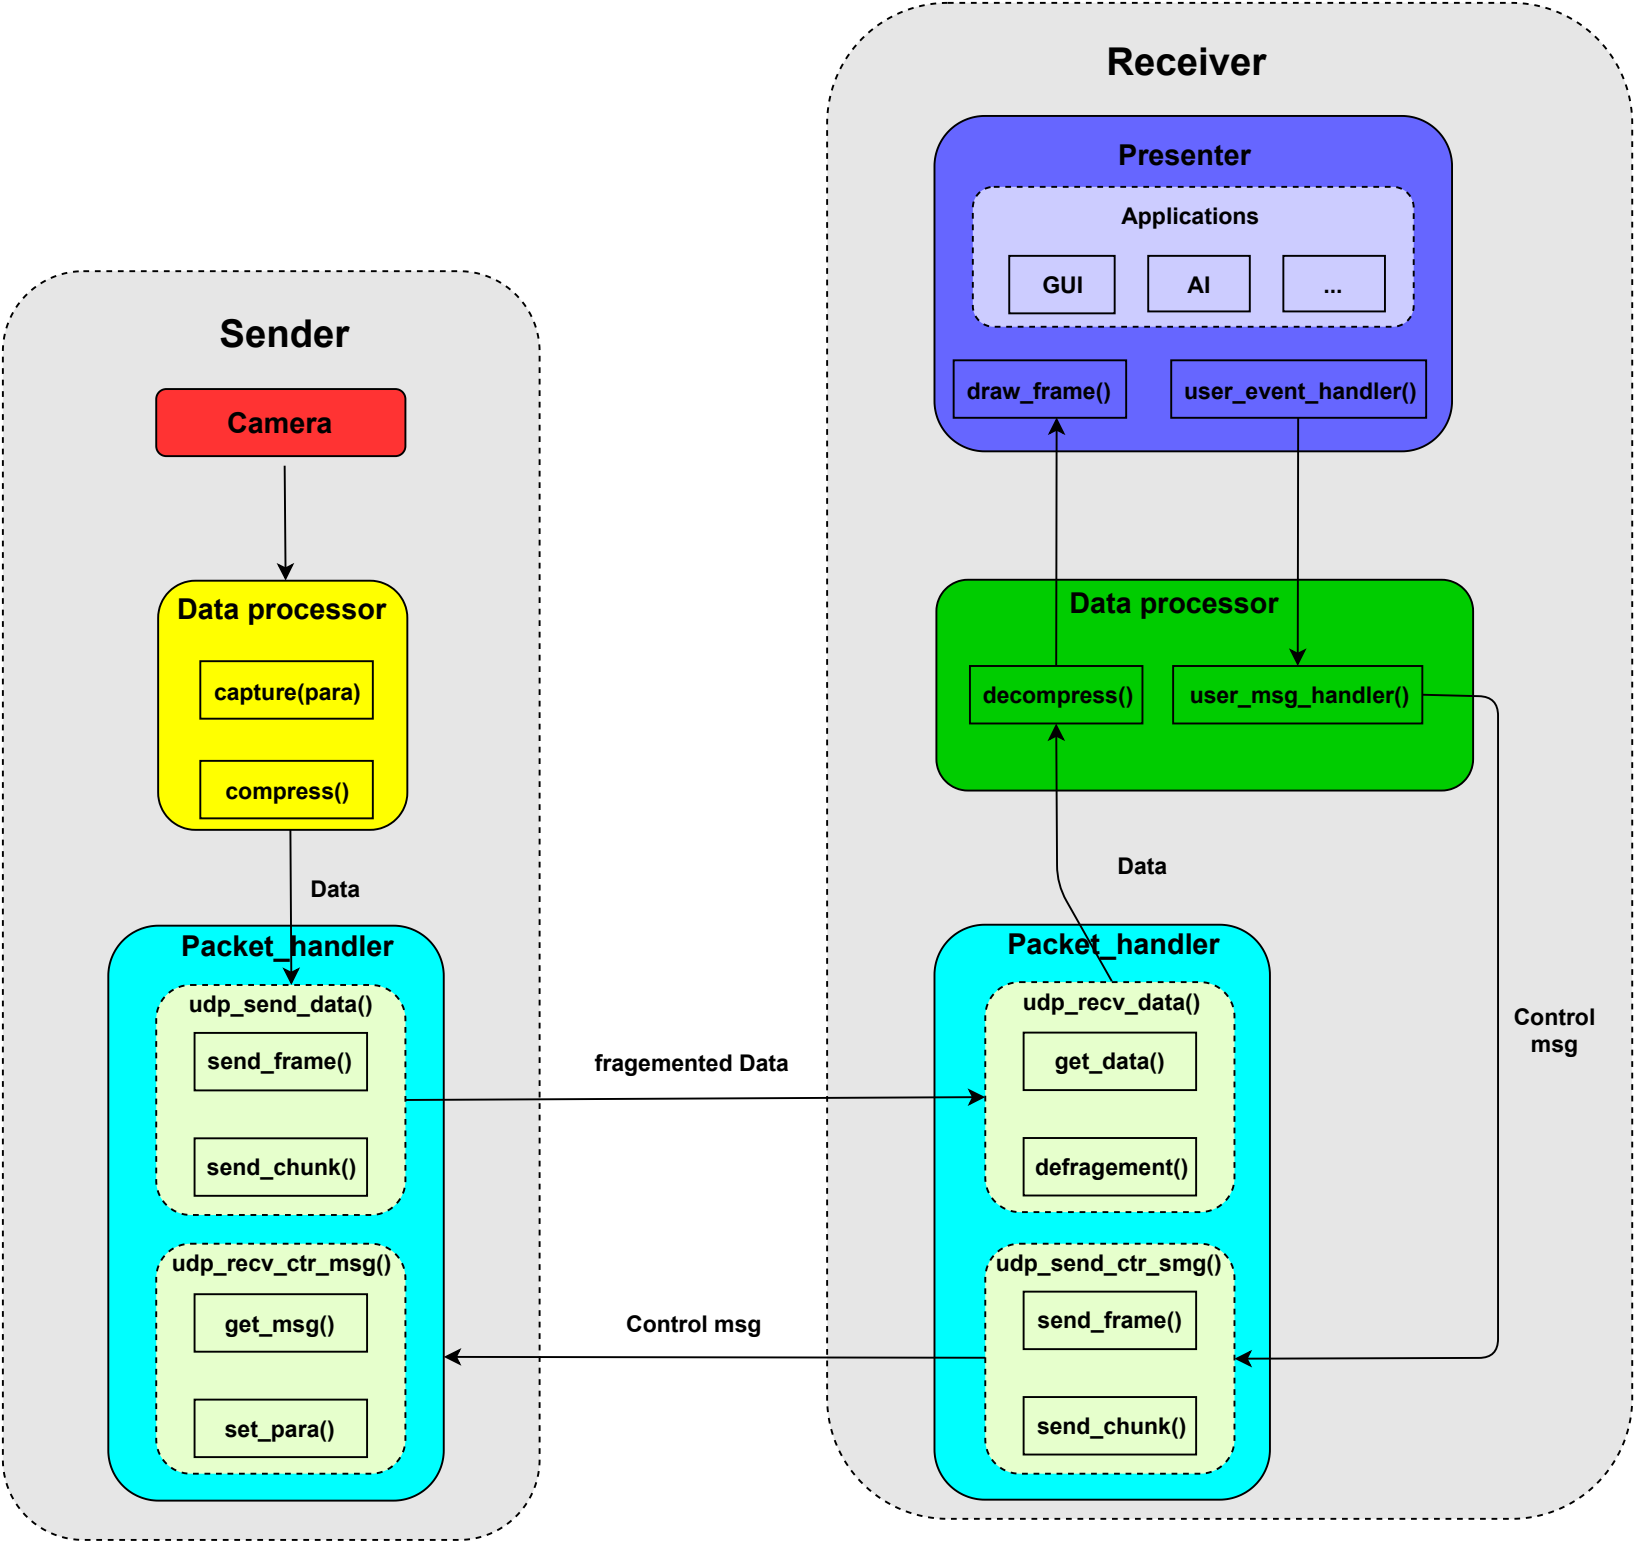 Sender
Camera
Data processor
capture(para)
compress()
Data
Packet_handler
udp_send_data()
send_frame()
send_chunk()
udp_recv_ctr_msg()
get_msg()
set_para()
fragemented Data
Control msg
Receiver
Presenter
Applications
GUI
AI
...
draw_frame()
user_event_handler()
Data processor
decompress()
user_msg_handler()
Data
Packet_handler
udp_recv_data()
get_data()
defragement()
udp_send_ctr_smg()
send_frame()
send_chunk()
Control
msg